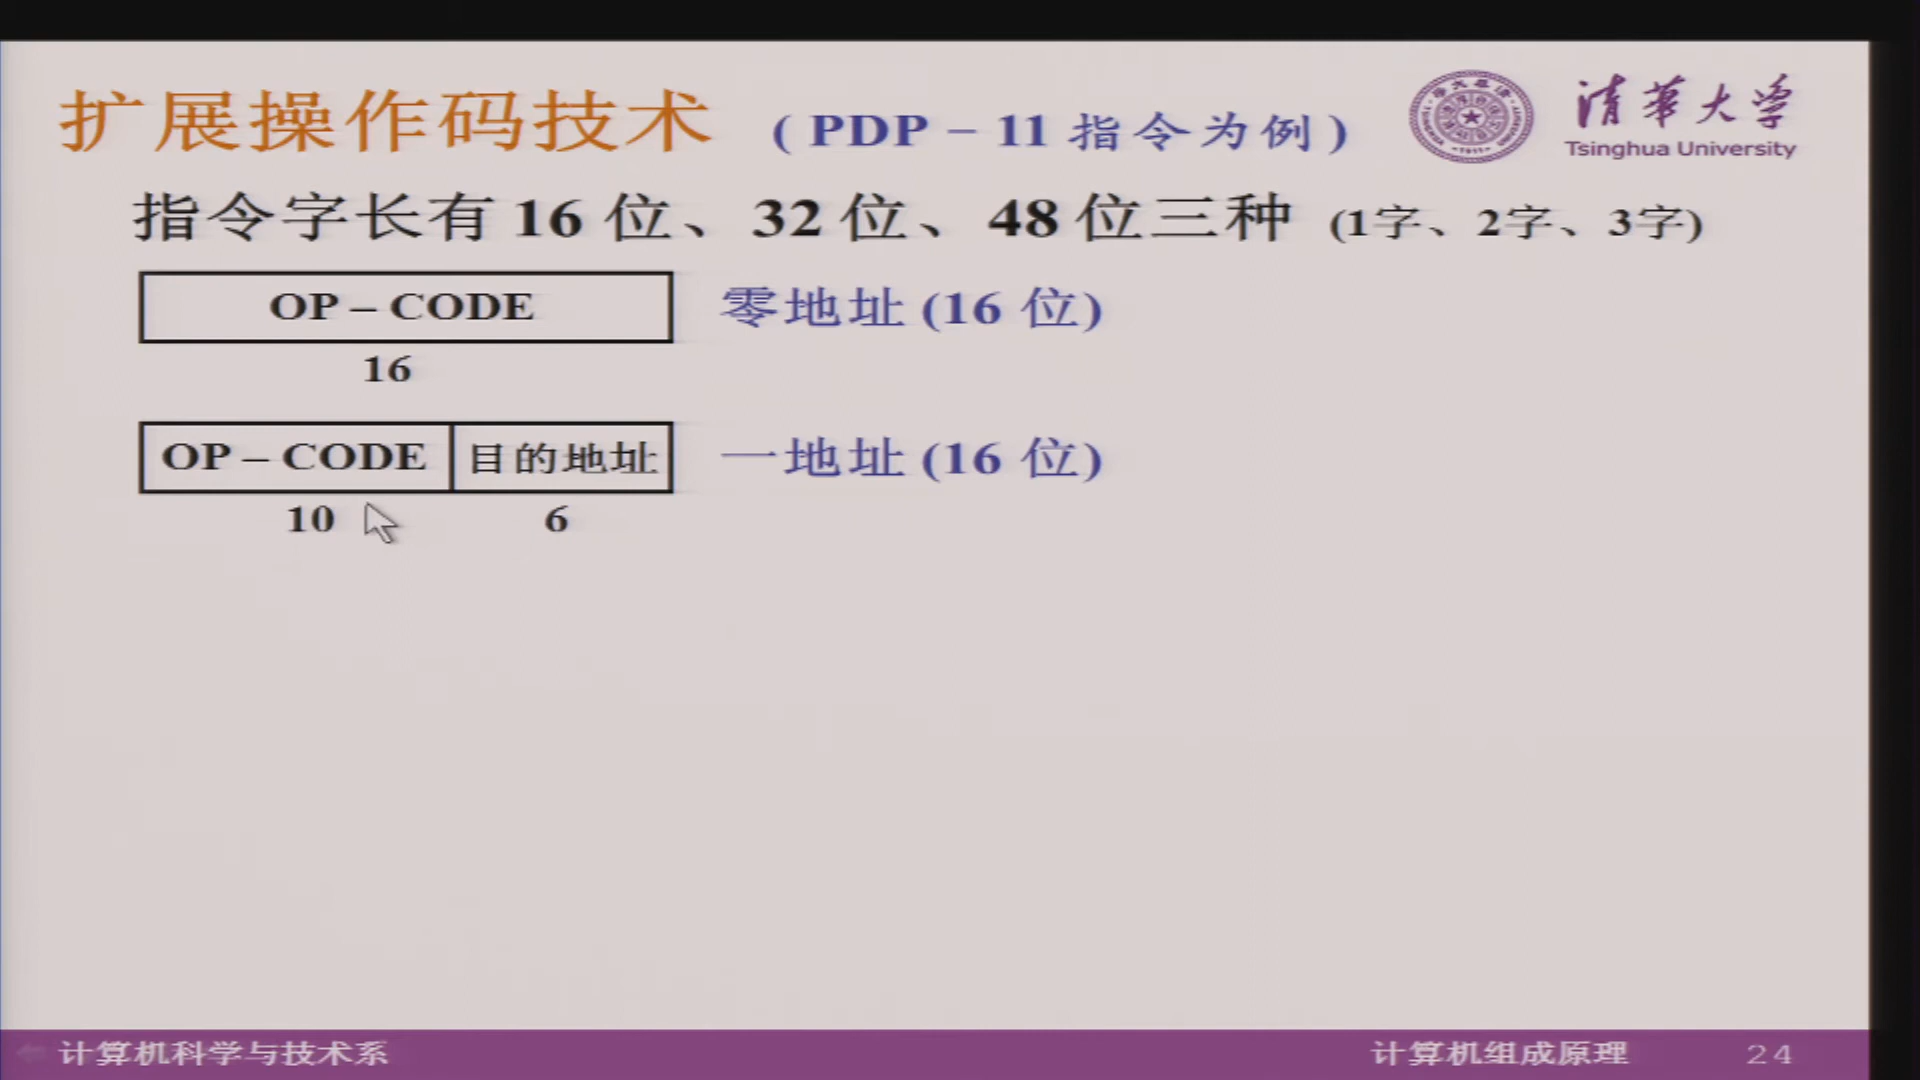 扩展操作码技术 (PDP – 11 指令为例)
清华大学
Tsinghua University
指令字长有 16 位、32 位、48 位三种 (1字、2字、3字)
OP – CODE 零地址 (16 位)
16
OP – CODE 目的地址 一地址 (16 位)
10 6
计算机科学与技术系 计算机组成原理 24